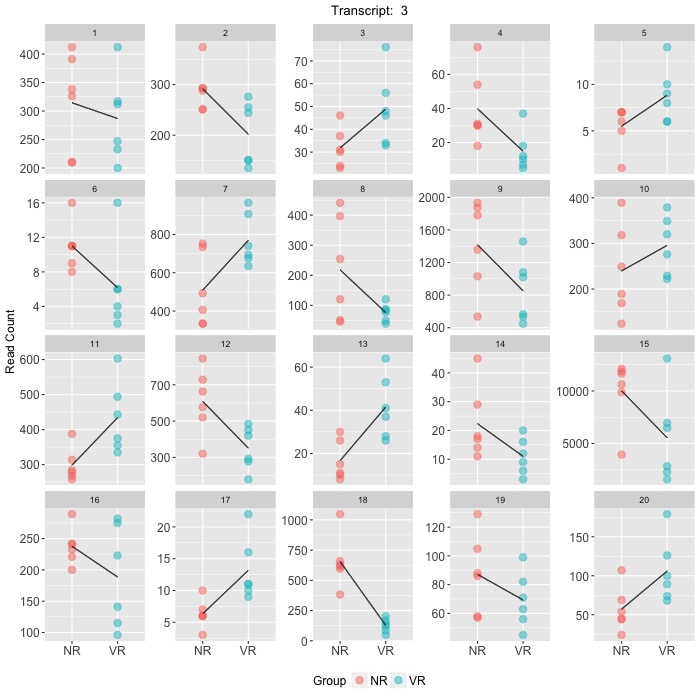 Transcript: 3
1 2 3 4 5
400 300 200
300 200
70 60 50 40 30
60 40 20
10 5
6 7 8 9 10
16 12 8 4
800 600 400
400 300 200 100
2000 1600 1200 800 400
400 300 200
Read Count
11 12 13 14 15
600 500 400 300
700 500 300
60 40 20
40 30 20 10
10000 5000
16 17 18 19 20
250 200 150 100
20 15 10 5
1000 750 500 250 0
120 100 80 60
150 100 50
NR VR NR VR NR VR NR VR NR VR
Group NR VR